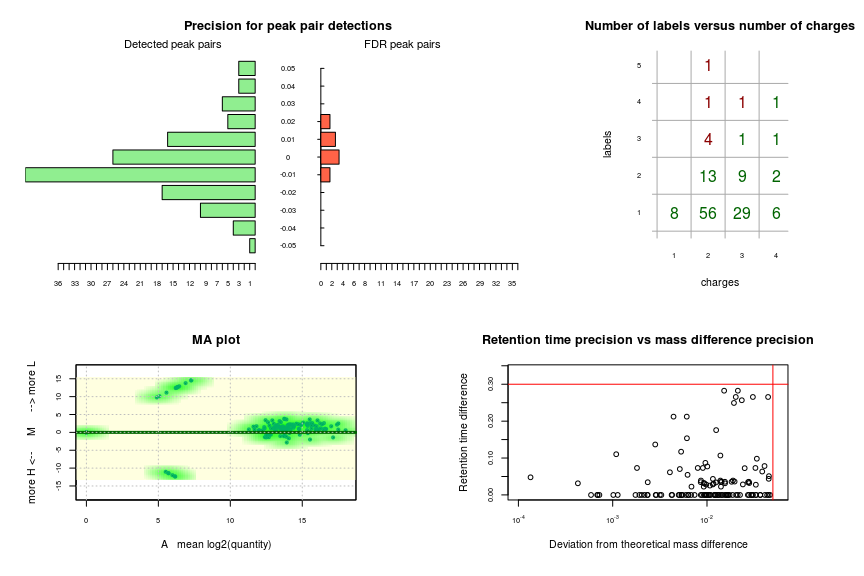 Precision for peak pair detections
Detected peak pairs
FDR peak pairs
0.05
0.04
0.03
0.02
0.01
0
-0.01
-0.02
-0.03
-0.04
-0.05
36 33 30 27 24 21 18 15 12 9 7 5 3 1
0 2 4 6 8 11 14 17 20 23 26 29 32 35
Number of labels versus number of charges
labels
5 1
4 1 1 1
3 4 1 1
2 13 9 2
1 8 56 29 6
1 2 3 4
charges
MA plot
more H <-- M --> more L
15
10
5
0
-5
-10
-15
0 5 10 15
A mean log2(quantity)
Retention time precision vs mass difference precision
Retention time difference
0.30
0.20
0.10
0.00
10-4 10-3 10-2
Deviation from theoretical mass difference